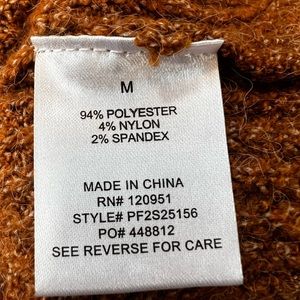 M
94% POLYESTER
4% NYLON
2% SPANDEX
MADE IN CHINA
RN# 120951
STYLE# PF2S25156
PO# 448812
SEE REVERSE FOR CARE